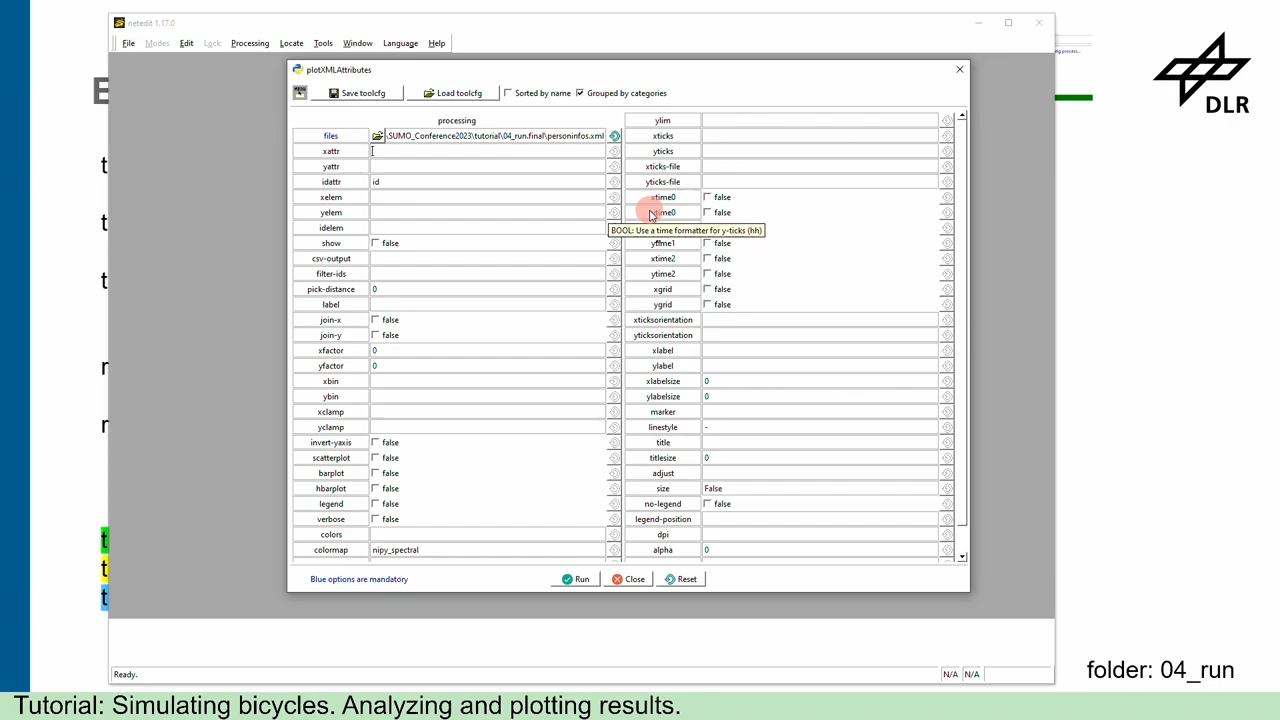 netedit 1.17.0
File Modes Edit Lock Processing Locate Tools Window Language Help
plotXMLAttributes
Save toolcfg Load toolcfg Sorted by name Grouped by categories
processing
files .SUMO_Conference2023\tutorial\04_run.final\personinfos.xml
xattr
yattr
idattr id
xelem
yelem
idelem
show false
csv-output
filter-ids
pick-distance 0
label
join-x false
join-y false
xfactor 0
yfactor 0
xbin
ybin
xclamp
yclamp
invert-yaxis false
scatterplot false
barplot false
hbarplot false
legend false
verbose false
colors
colormap nipy_spectral
ylim
xticks
yticks
xticks-file
yticks-file
xtime0 false
ytime0 false
BOOL: Use a time formatter for y-ticks (hh)
ytime1 false
xtime2 false
ytime2 false
xgrid false
ygrid false
xticksorientation
yticksorientation
xlabel
ylabel
xlabelsize 0
ylabelsize 0
marker
linestyle -
title
titlesize 0
adjust
size False
no-legend false
legend-position
dpi
alpha 0
Blue options are mandatory
Run Close Reset
Ready.
N/A N/A
DLR
folder: 04_run
Tutorial: Simulating bicycles. Analyzing and plotting results.